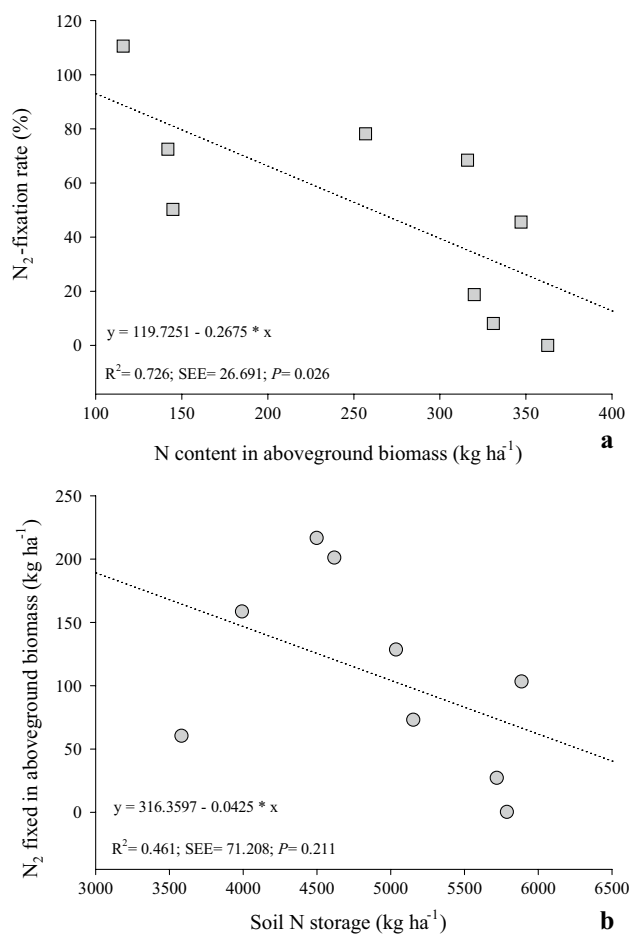 120
100
80
60
40
20
0
N₂-fixation rate (%)
y = 119.7251 - 0.2675 * x
R²= 0.726; SEE= 26.691; P= 0.026
100 150 200 250 300 350 400
N content in aboveground biomass (kg ha⁻¹)
a
250
200
150
100
50
0
N₂ fixed in aboveground biomass (kg ha⁻¹)
y = 316.3597 - 0.0425 * x
R²= 0.461; SEE= 71.208; P= 0.211
3000 4000 4500 5000 6000 6500
Soil N storage (kg ha⁻¹)
b